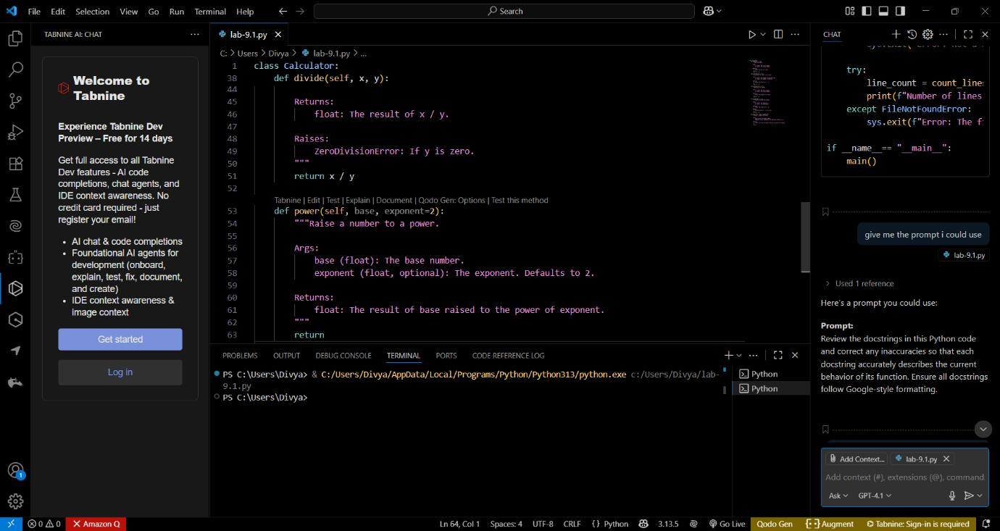 File Edit Selection View Go Run Terminal Help
Search
TABNINE AI: CHAT
Welcome to
Tabnine
Experience Tabnine Dev
Preview – Free for 14 days
Get full access to all Tabnine
Dev features - AI code
completions, chat agents, and
IDE context awareness. No
credit card required - just
register your email!
AI chat & code completions
Foundational AI agents for
development (onboard,
explain, test, fix, document,
and create)
IDE context awareness &
image context
Get started
Log in
lab-9.1.py
C: > Users > Divya > lab-9.1.py > ...
1 class Calculator:
38 def divide(self, x, y):
44
45 Returns:
46 float: The result of x / y.
47
48 Raises:
49 ZeroDivisionError: If y is zero.
50 """
51 return x / y
52
Tabnine | Edit | Test | Explain | Document | Qodo Gen: Options | Test this method
53 def power(self, base, exponent=2):
54 """Raise a number to a power.
55
56 Args:
57 base (float): The base number.
58 exponent (float, optional): The exponent. Defaults to 2.
59
60 Returns:
61 float: The result of base raised to the power of exponent.
62 """
63 return
PROBLEMS OUTPUT DEBUG CONSOLE TERMINAL PORTS CODE REFERENCE LOG
PS C:\Users\Divya> & C:/Users/Divya/AppData/Local/Programs/Python/Python313/python.exe c:/Users/Divya/lab-
9.1.py
PS C:\Users\Divya>
Python
Python
CHAT
try:
line_count = count_lines
print(f"Number of lines
except FileNotFoundError:
sys.exit(f"Error: The fi
if __name__== "__main__":
main()
give me the prompt i could use
lab-9.1.py
Used 1 reference
Here's a prompt you could use:
Prompt:
Review the docstrings in this Python code
and correct any inaccuracies so that each
docstring accurately describes the current
behavior of its function. Ensure all docstrings
follow Google-style formatting.
Add Context... lab-9.1.py
Add context (#), extensions (@), command
Ask GPT-4.1
1
0 0 Amazon Q Ln 64, Col 1 Spaces: 4 UTF-8 CRLF {} Python 3.13.5 Go Live Qodo Gen Augment Tabnine: Sign-in is required